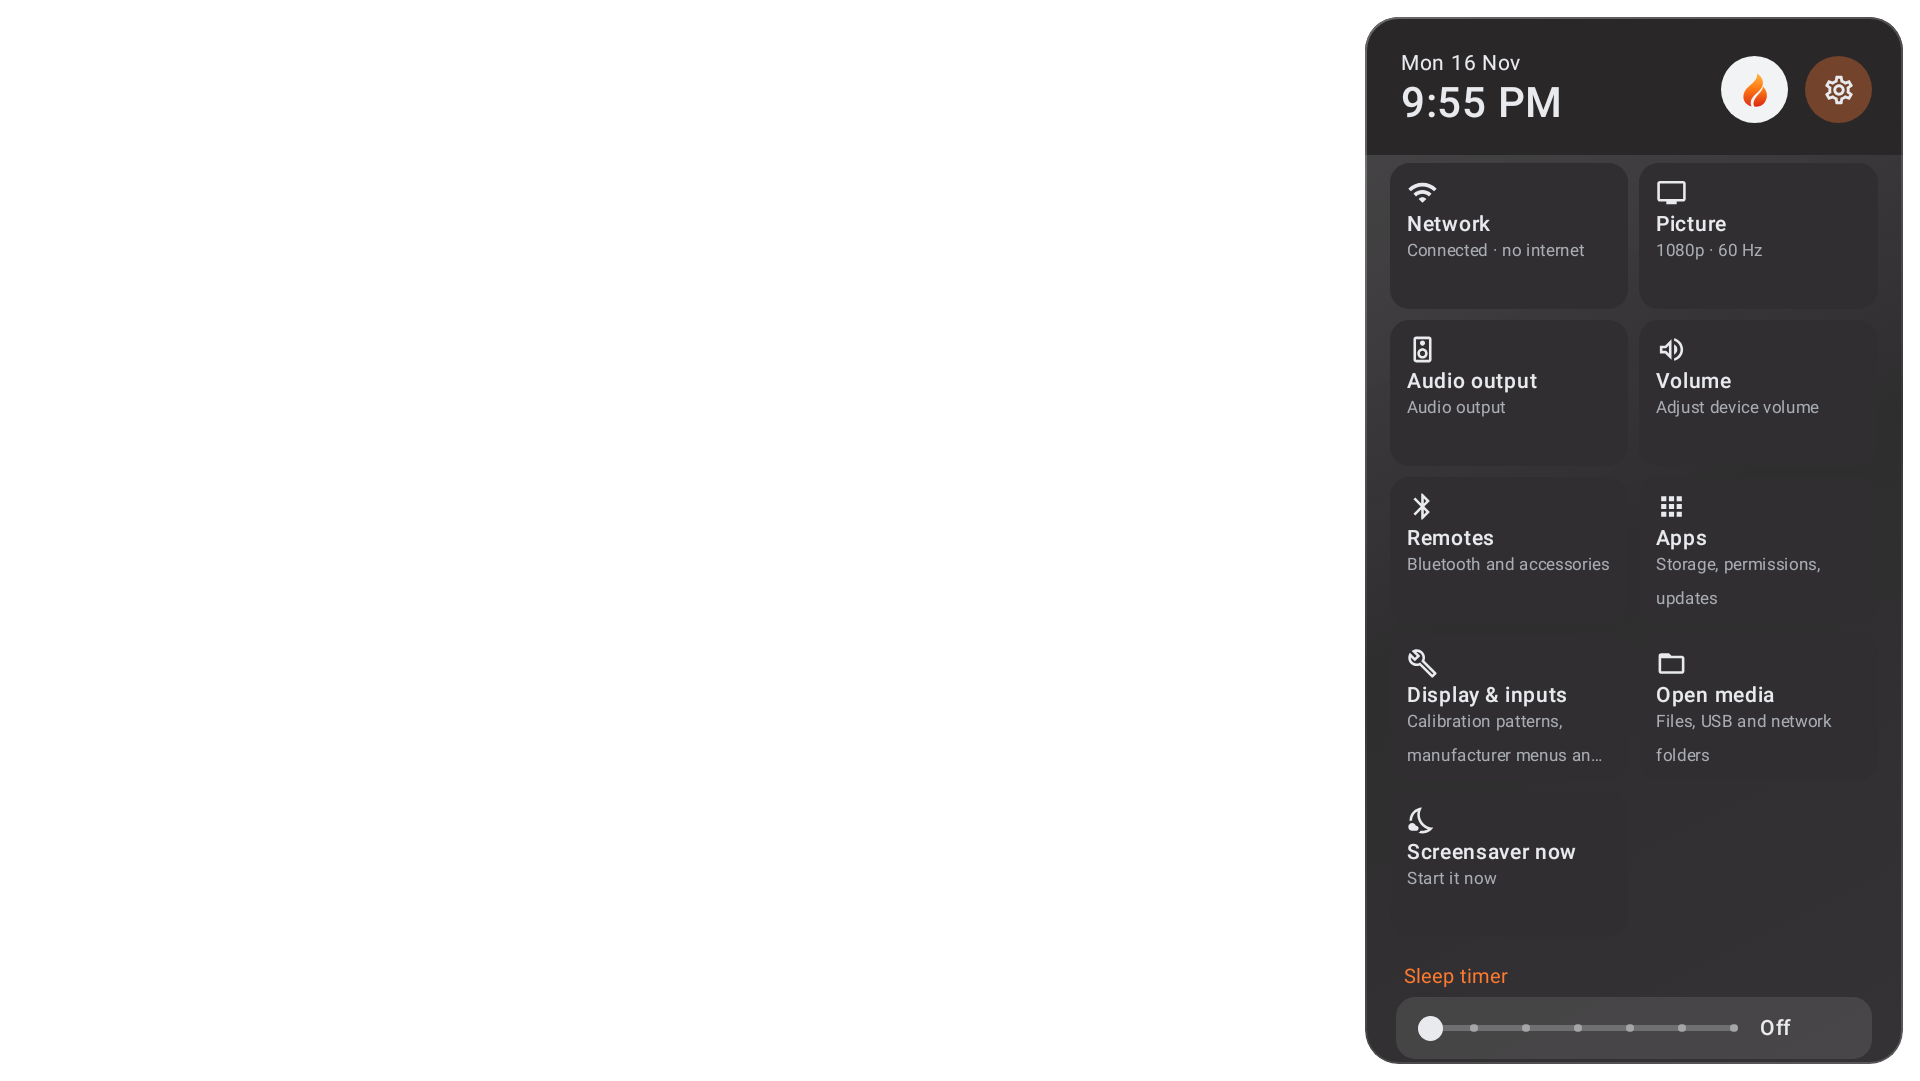 Mon 16 Nov
9:55 PM
Network
Connected · no internet
Picture
1080p · 60 Hz
Audio output
Audio output
Volume
Adjust device volume
Remotes
Bluetooth and accessories
Apps
Storage, permissions,
updates
Display & inputs
Calibration patterns,
manufacturer menus an…
Open media
Files, USB and network
folders
Screensaver now
Start it now
Sleep timer
Off